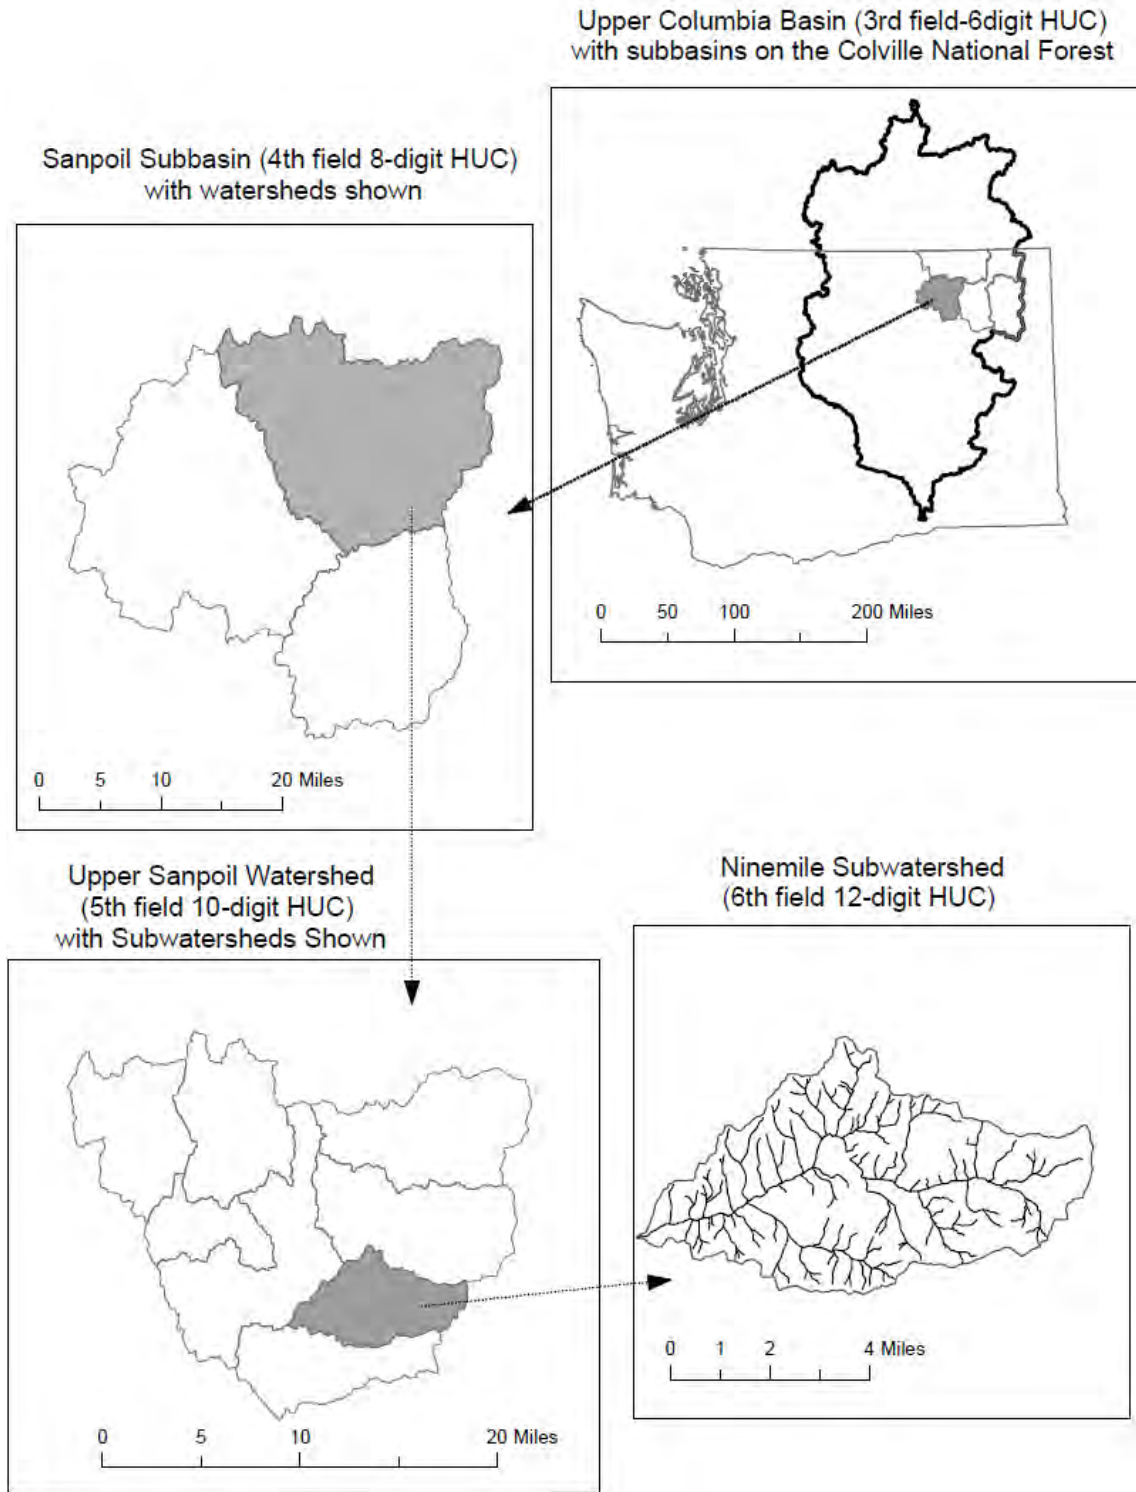 Upper Columbia Basin (3rd field-6digit HUC)
with subbasins on the Colville National Forest
0 50 100 200 Miles
Sanpoil Subbasin (4th field 8-digit HUC)
with watersheds shown
0 5 10 20 Miles
Upper Sanpoil Watershed
(5th field 10-digit HUC)
with Subwatersheds Shown
0 5 10 20 Miles
Ninemile Subwatershed
(6th field 12-digit HUC)
0 1 2 4 Miles